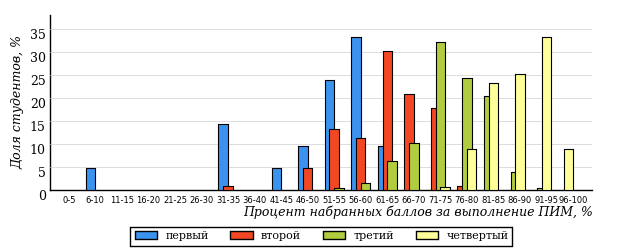 Доля студентов, %
35
30
25
20
15
10
5
0
0-5 6-10 11-15 16-20 21-25 26-30 31-35 36-40 41-45 46-50 51-55 56-60 61-65 66-70 71-75 76-80 81-85 86-90 91-95 96-100
Процент набранных баллов за выполнение ПИМ, %
первый второй третий четвертый